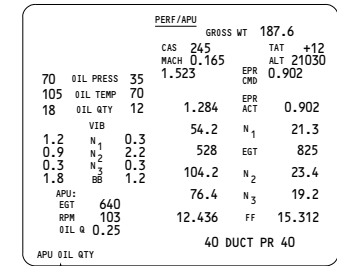 PERF/APU
GROSS WT 187.6
CAS 245 TAT +12
MACH 0.165 ALT 21030
1.523 EPR CMD 0.902
70 OIL PRESS 35
105 OIL TEMP 70
18 OIL QTY 12
1.284 EPR ACT 0.902
VIB
54.2 N1 21.3
1.2 N1 0.3
0.9 N2 2.2
528 EGT 825
0.3 N3 0.3
1.8 BB 1.2
104.2 N2 23.4
APU:
EGT 640
76.4 N3 19.2
RPM 103
12.436 FF 15.312
OIL Q 0.25
40 DUCT PR 40
APU OIL QTY